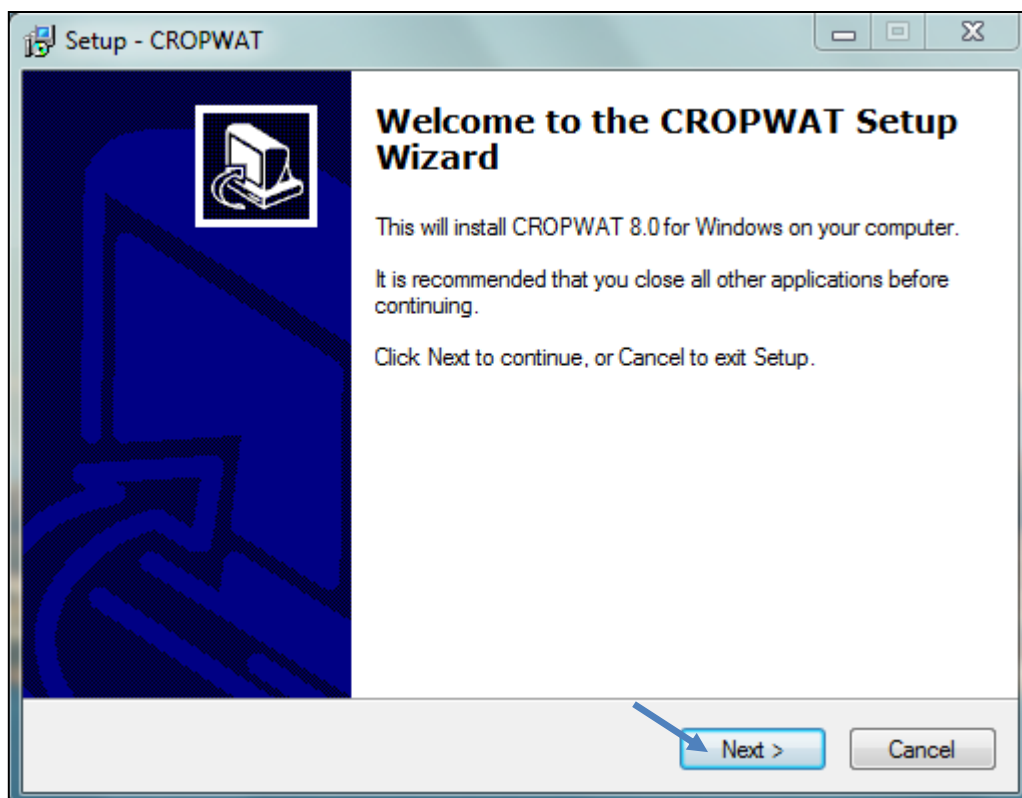 Setup - CROPWAT
Welcome to the CROPWAT Setup
Wizard
This will install CROPWAT 8.0 for Windows on your computer.
It is recommended that you close all other applications before
continuing.
Click Next to continue, or Cancel to exit Setup.
Next >
Cancel